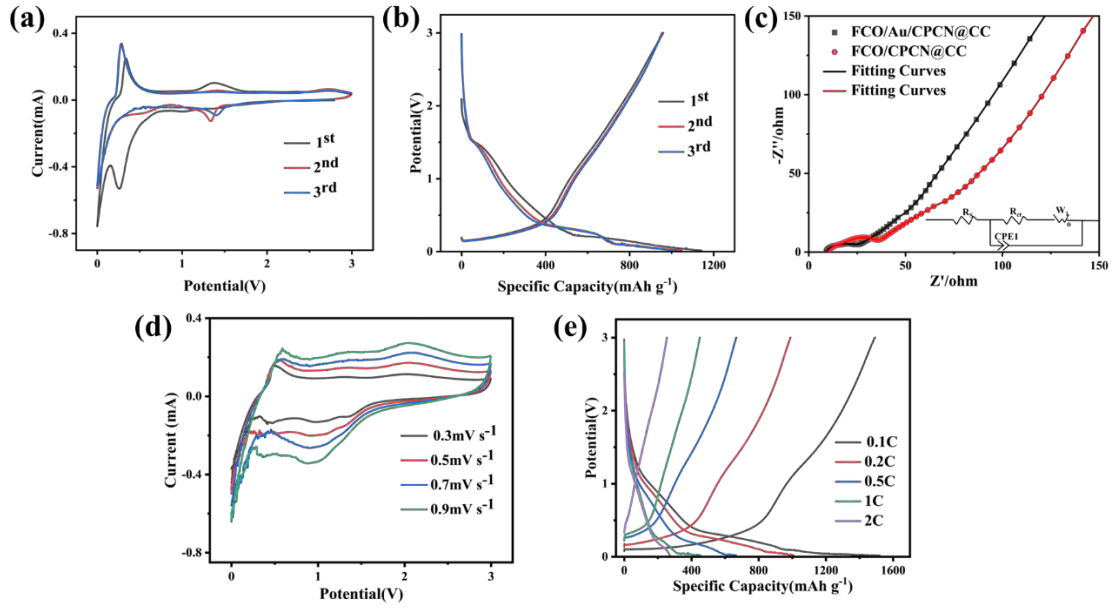 (a)
0.4
0.0
-0.4
-0.8
Current(mA)
1st
2nd
3rd
0
1
2
3
Potential(V)
(b)
3
2
1
0
Potential(V)
1st
2nd
3rd
0
400
800
1200
Specific Capacity(mAh g-1)
(c)
150
100
50
0
-Z''/ohm
FCO/Au/CPCN@CC
FCO/CPCN@CC
Fitting Curves
Fitting Curves
Rct
CPE1
0
50
100
150
Z'/ohm
(d)
0.4
0.0
-0.4
-0.8
Current (mA)
0.3mV s-1
0.5mV s-1
0.7mV s-1
0.9mV s-1
0
1
2
3
Potential(V)
(e)
3
2
1
0
Potential(V)
0.1C
0.2C
0.5C
1C
2C
0
400
800
1200
1600
Specific Capacity(mAh g-1)